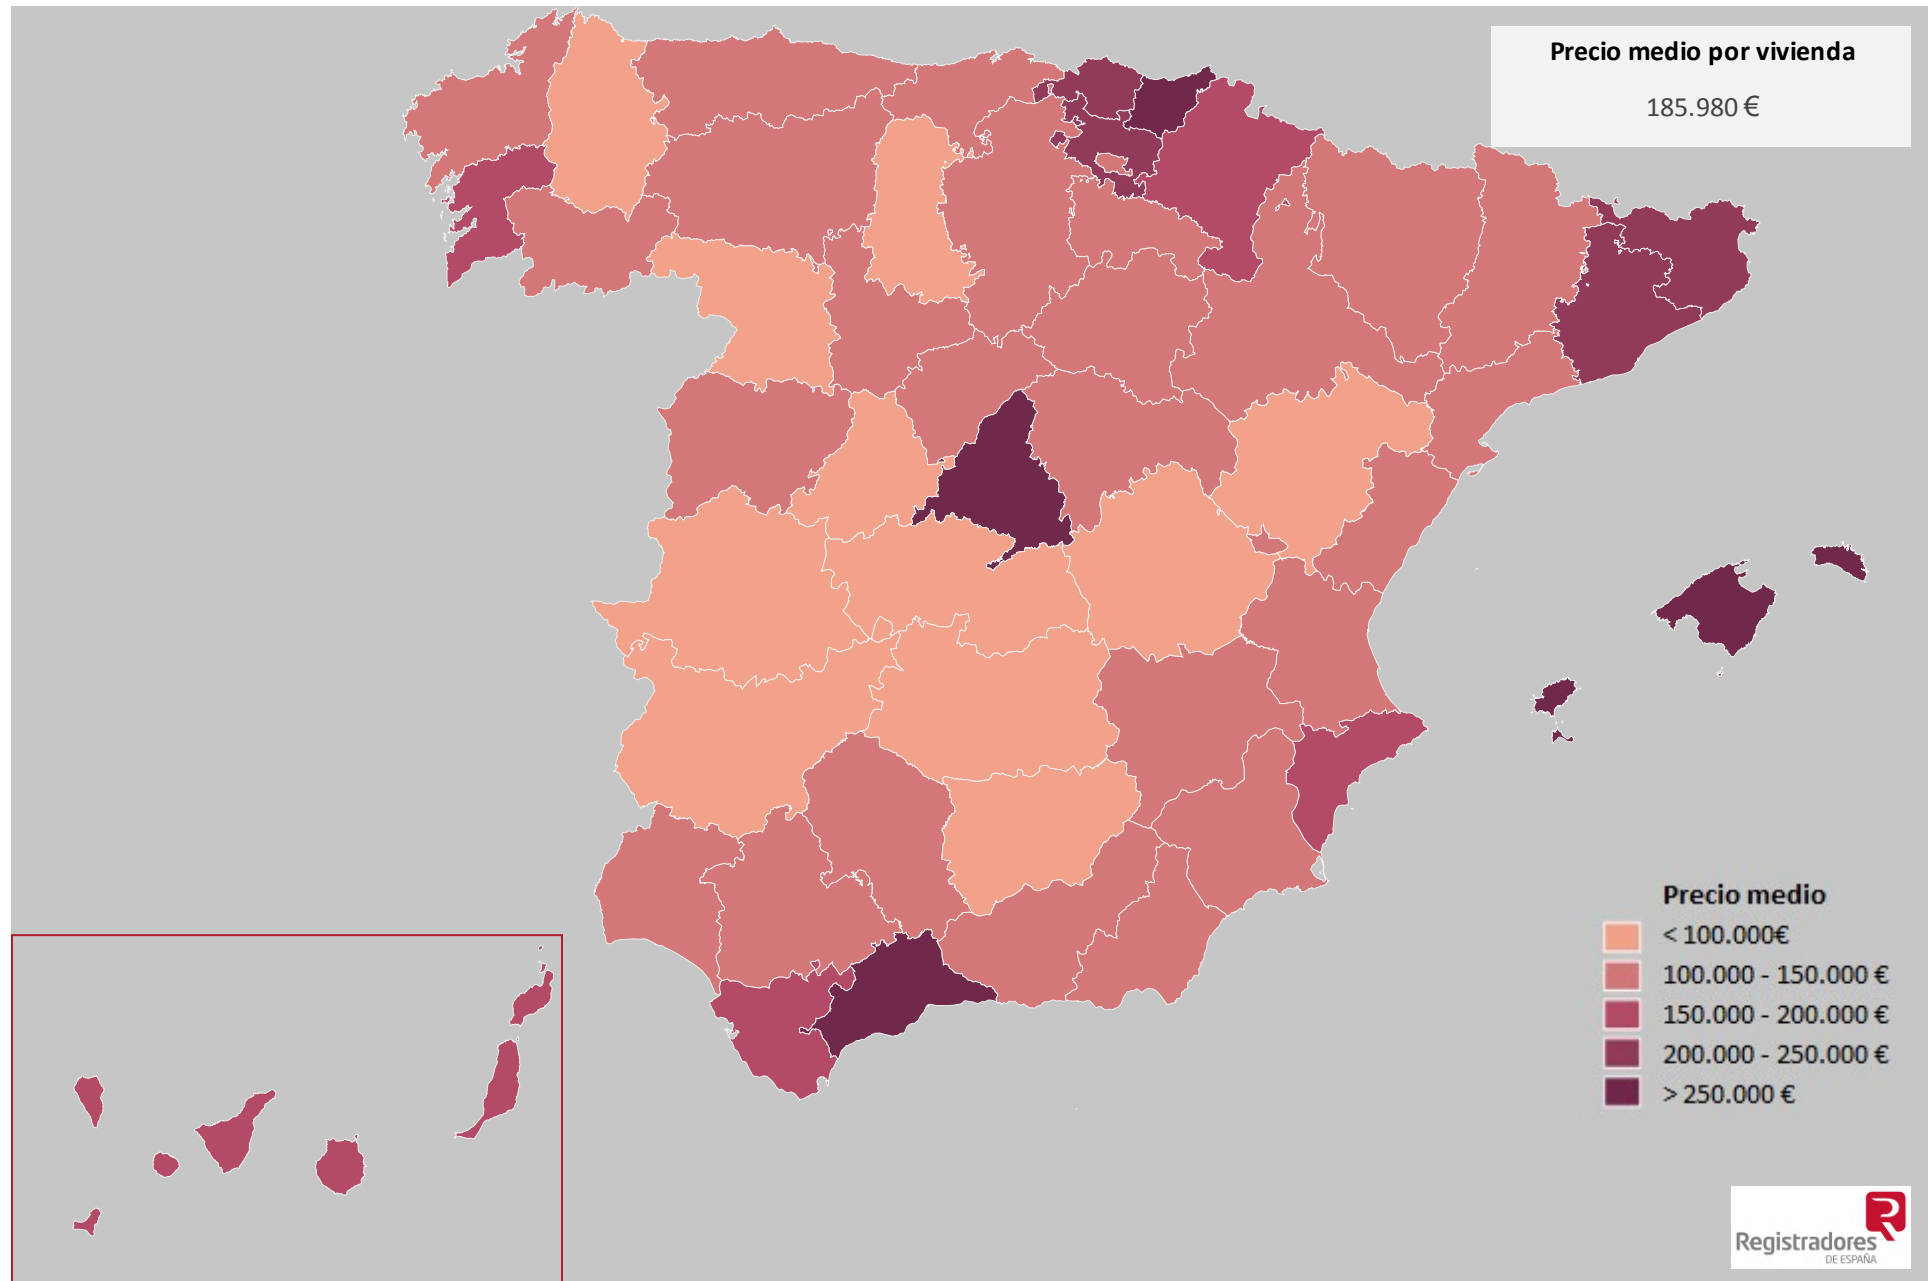 Precio medio por vivienda
185.980 €
Precio medio
< 100.000€
100.000 - 150.000 €
150.000 - 200.000 €
200.000 - 250.000 €
> 250.000 €
Registradores
DE ESPAÑA